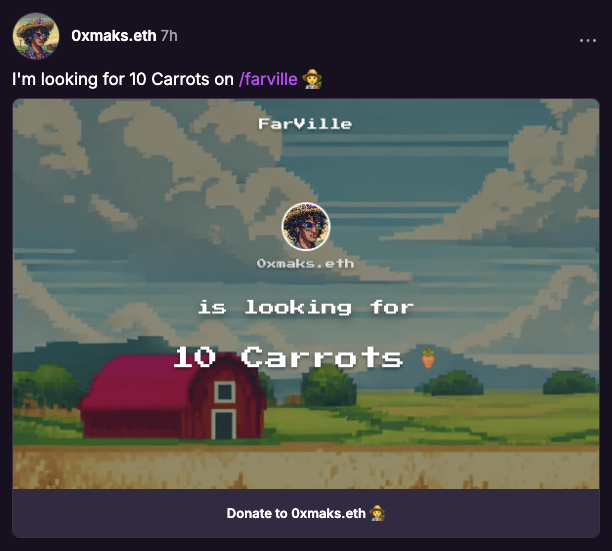 0xmaks.eth 7h
I'm looking for 10 Carrots on /farville 🧑‍🌾
FarVille
0xmaks.eth
is looking for
10 Carrots 🥕
Donate to 0xmaks.eth 🧑‍🌾